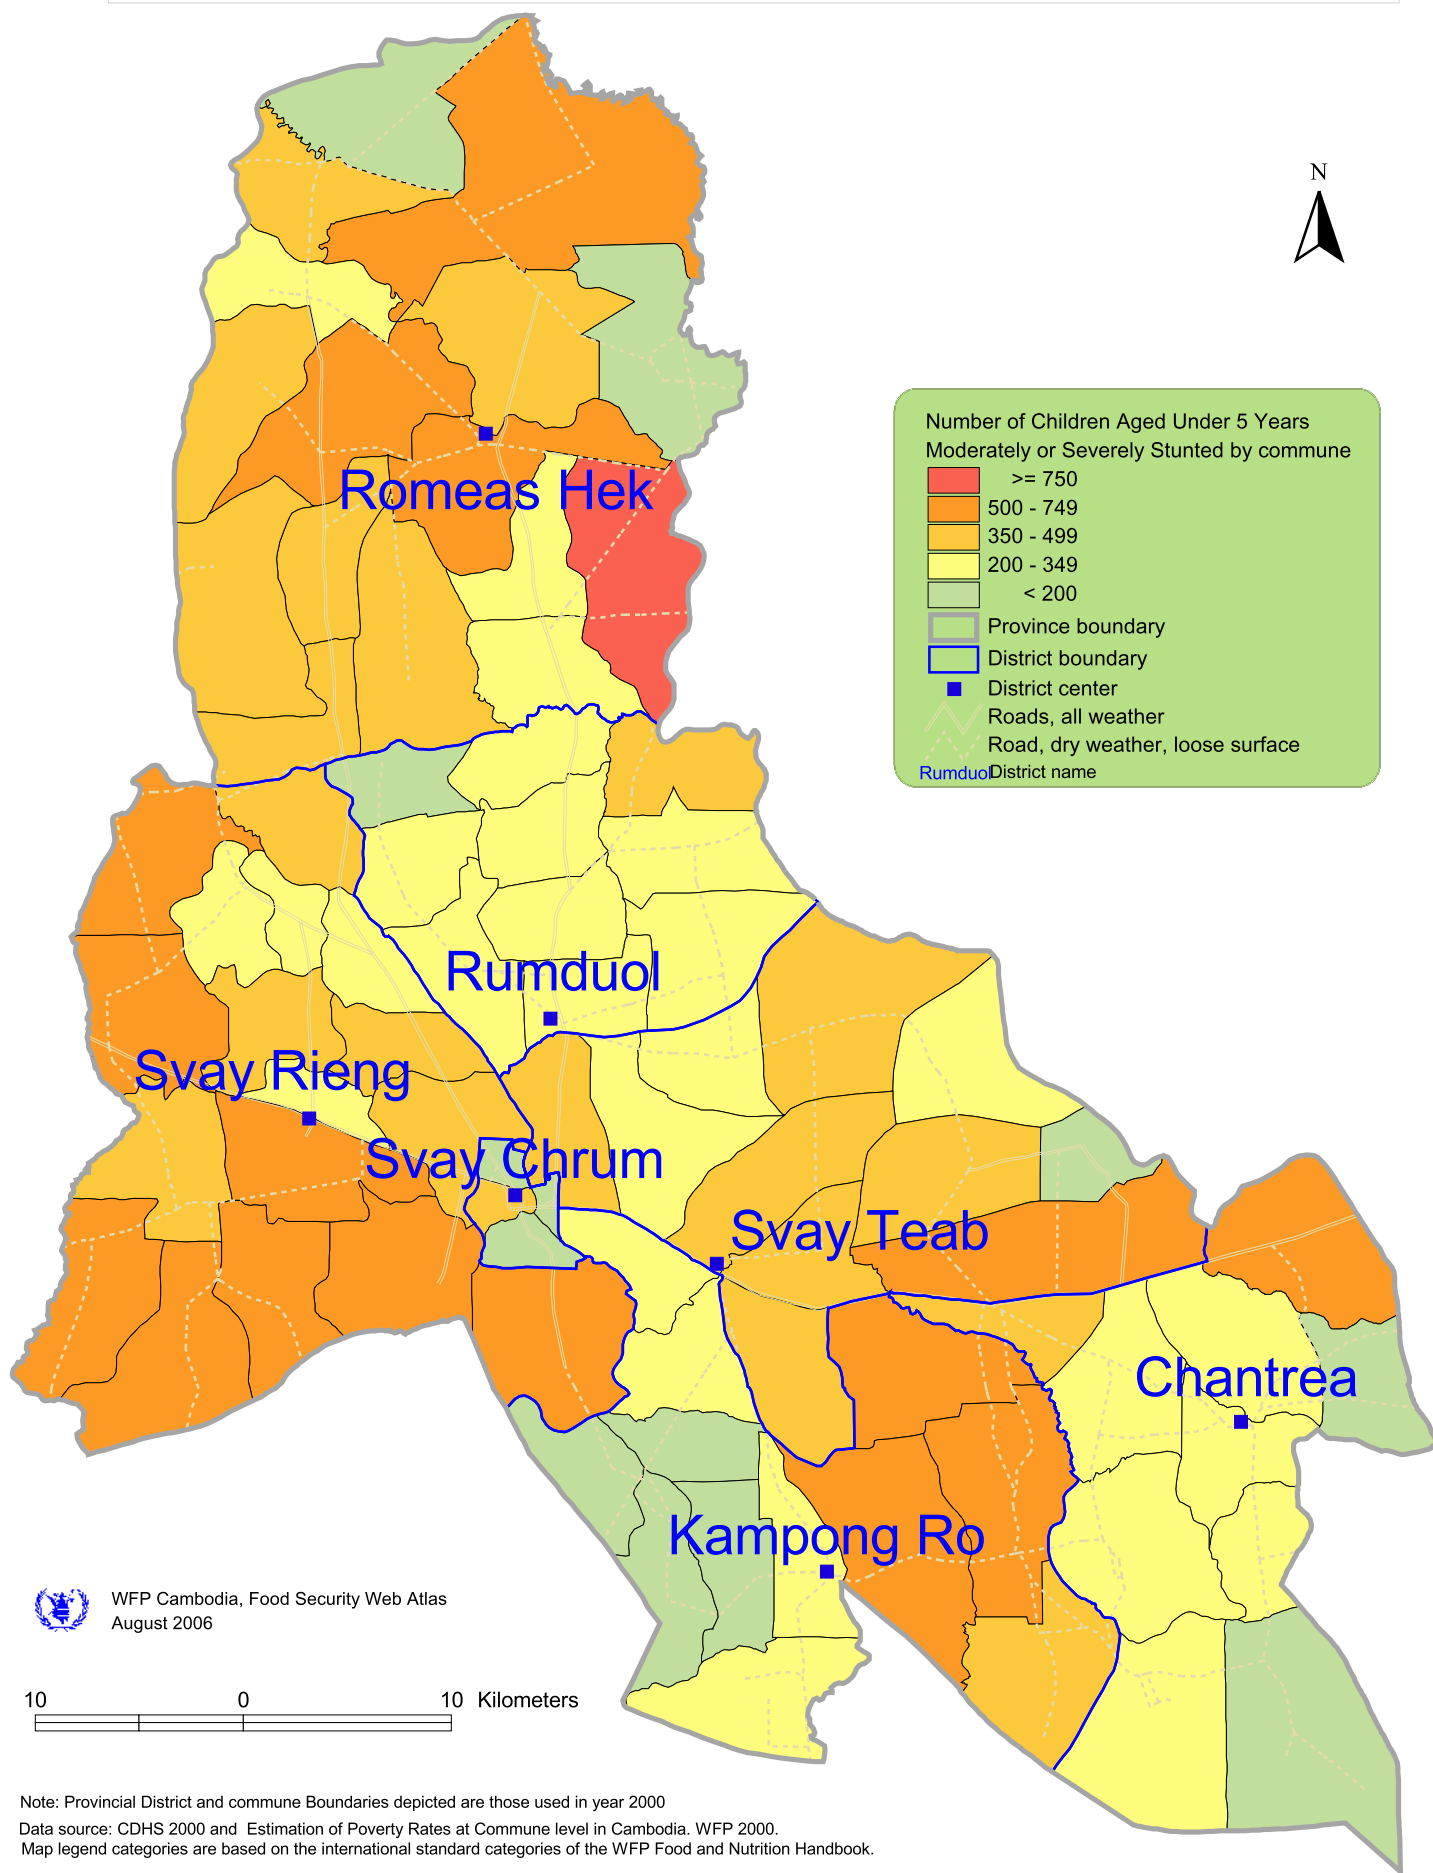 N
Number of Children Aged Under 5 Years
Moderately or Severely Stunted by commune
>= 750
500 - 749
350 - 499
200 - 349
< 200
Province boundary
District boundary
District center
Roads, all weather
Road, dry weather, loose surface
Rumduol District name
Romeas Hek
Rumduol
Svay Rieng
Svay Chrum
Svay Teab
Chantrea
Kampong Ro
WFP Cambodia, Food Security Web Atlas
August 2006
10 0 10 Kilometers
Note: Provincial District and commune Boundaries depicted are those used in year 2000
Data source: CDHS 2000 and Estimation of Poverty Rates at Commune level in Cambodia. WFP 2000.
Map legend categories are based on the international standard categories of the WFP Food and Nutrition Handbook.